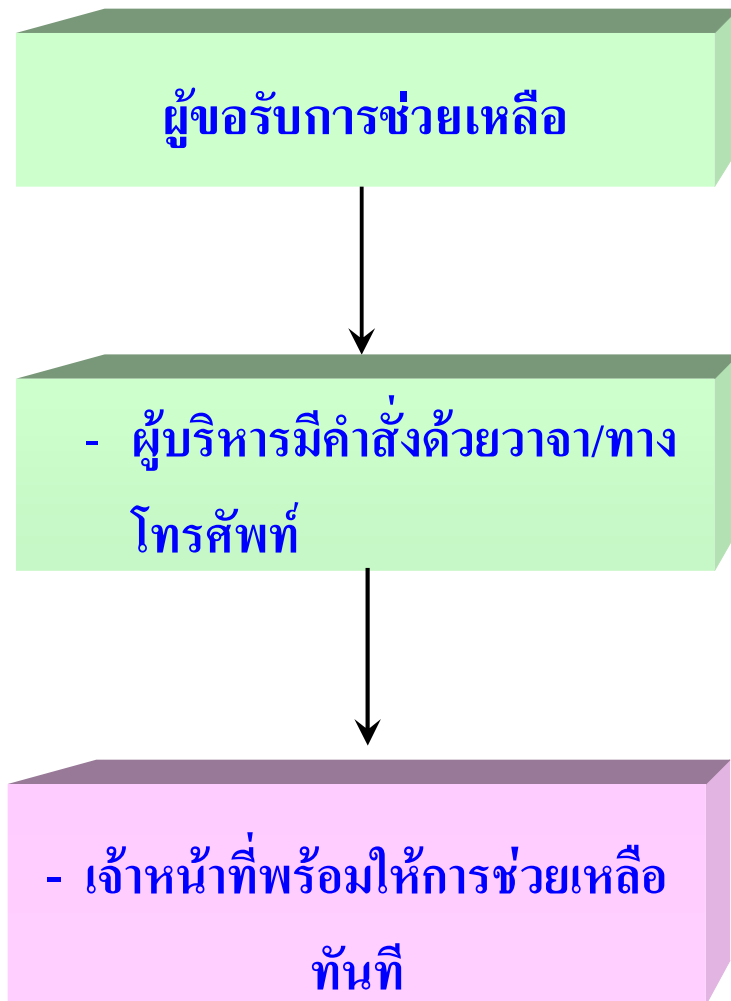 ผู้ขอรับการช่วยเหลือ
- ผู้บริหารมีคำสั่งด้วยวาจา/ทาง
โทรศัพท์
- เจ้าหน้าที่พร้อมให้การช่วยเหลือ
ทันที